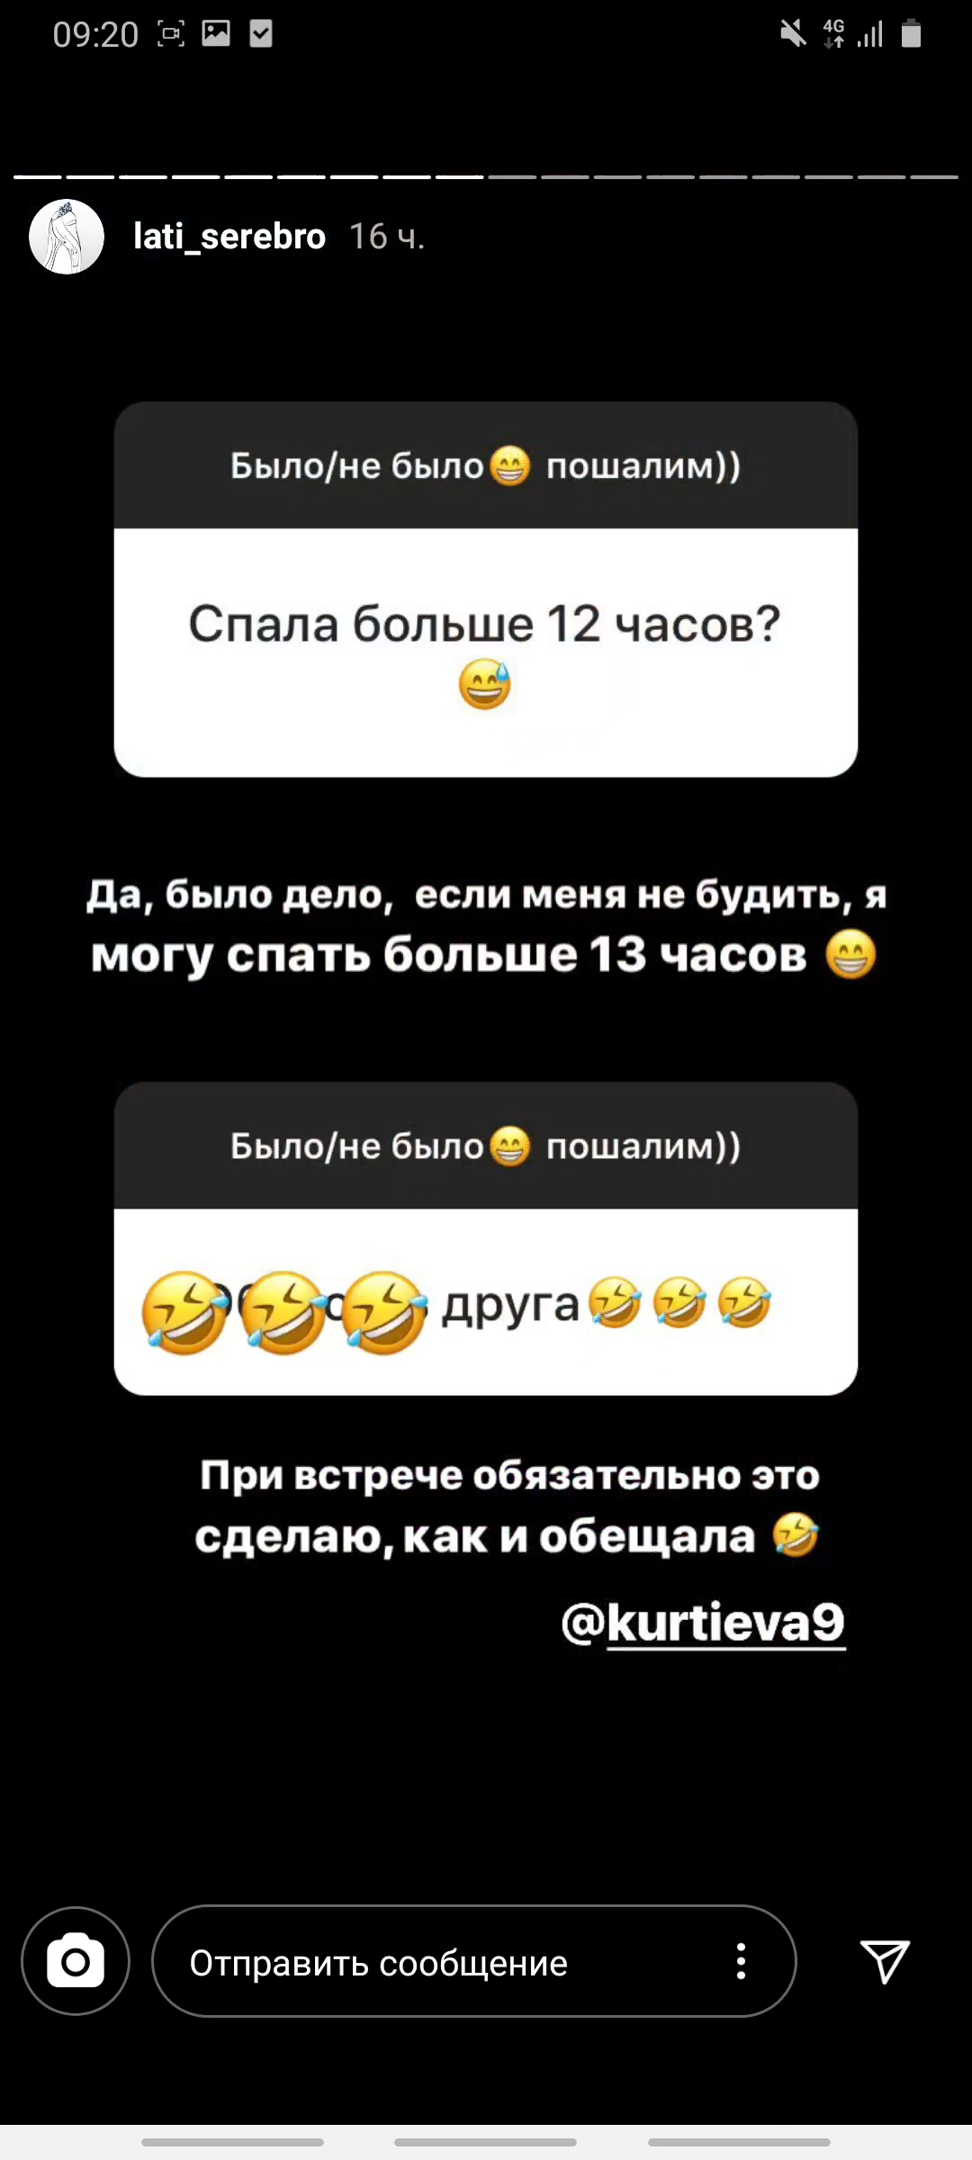 09:20
4G
lati_serebro 16 ч.
Было/не было😁 пошалим))
Спала больше 12 часов?
😅
Да, было дело, если меня не будить, я
могу спать больше 13 часов 😁
Было/не было😁 пошалим))
🤣🤣🤣 друга🤣🤣🤣
При встрече обязательно это
сделаю, как и обещала 🤣
@kurtieva9
Отправить сообщение